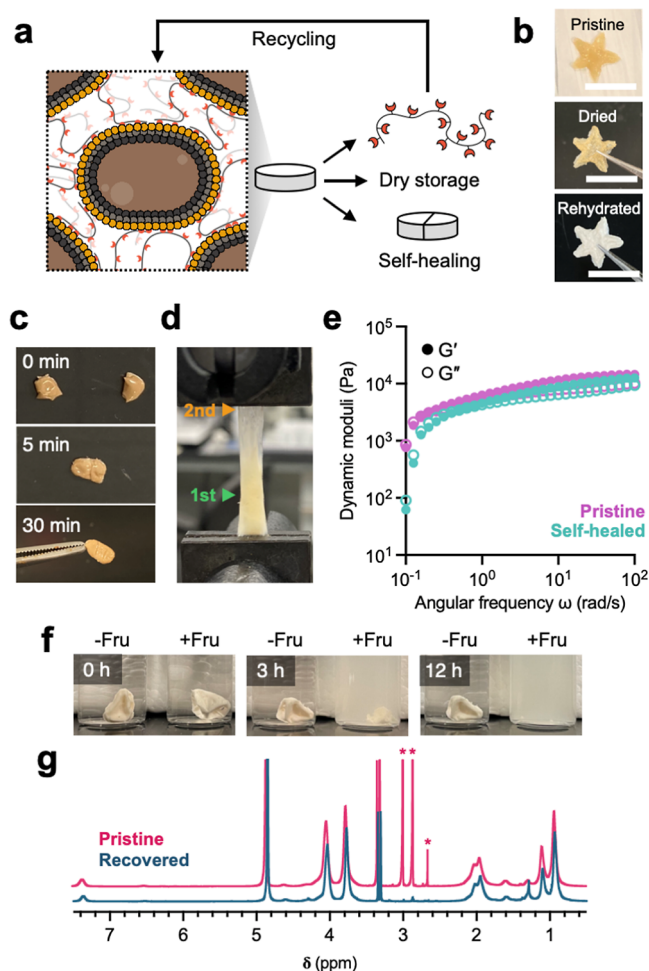 a
Recycling
Dry storage
Self-healing
b
Pristine
Dried
Rehydrated
c
0 min
5 min
30 min
d
2nd
1st
e
Dynamic moduli (Pa)
10⁵
10⁴
10³
10²
10¹
G′
G″
Pristine
Self-healed
10⁻¹ 10⁰ 10¹ 10²
Angular frequency ω (rad/s)
f
-Fru +Fru -Fru +Fru -Fru +Fru
0 h 3 h 12 h
g
* * *
Pristine
Recovered
7 6 5 4 3 2 1
δ (ppm)